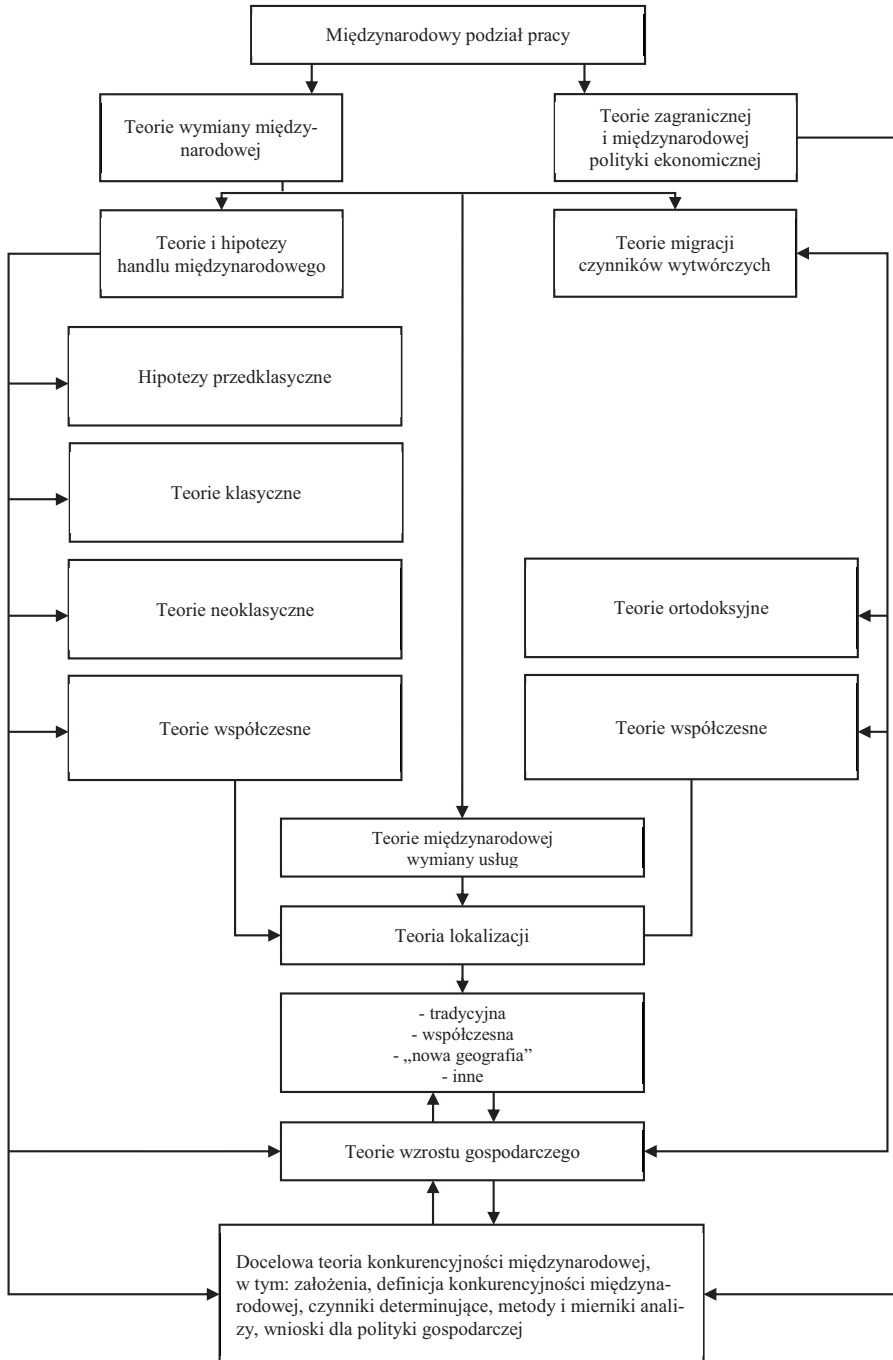 Międzynarodowy podział pracy
Teorie wymiany między-
narodowej
Teorie zagranicznej
i międzynarodowej
polityki ekonomicznej
Teorie i hipotezy
handlu międzynarodowego
Teorie migracji
czynników wytwórczych
Hipotezy przedklasyczne
Teorie klasyczne
Teorie neoklasyczne
Teorie ortodoksyjne
Teorie współczesne
Teorie współczesne
Teorie międzynarodowej
wymiany usług
Teoria lokalizacji
- tradycyjna
- współczesna
- „nowa geografia”
- inne
Teorie wzrostu gospodarczego
Docelowa teoria konkurencyjności międzynarodowej,
w tym: założenia, definicja konkurencyjności międzyna-
rodowej, czynniki determinujące, metody i mierniki anali-
zy, wnioski dla polityki gospodarczej